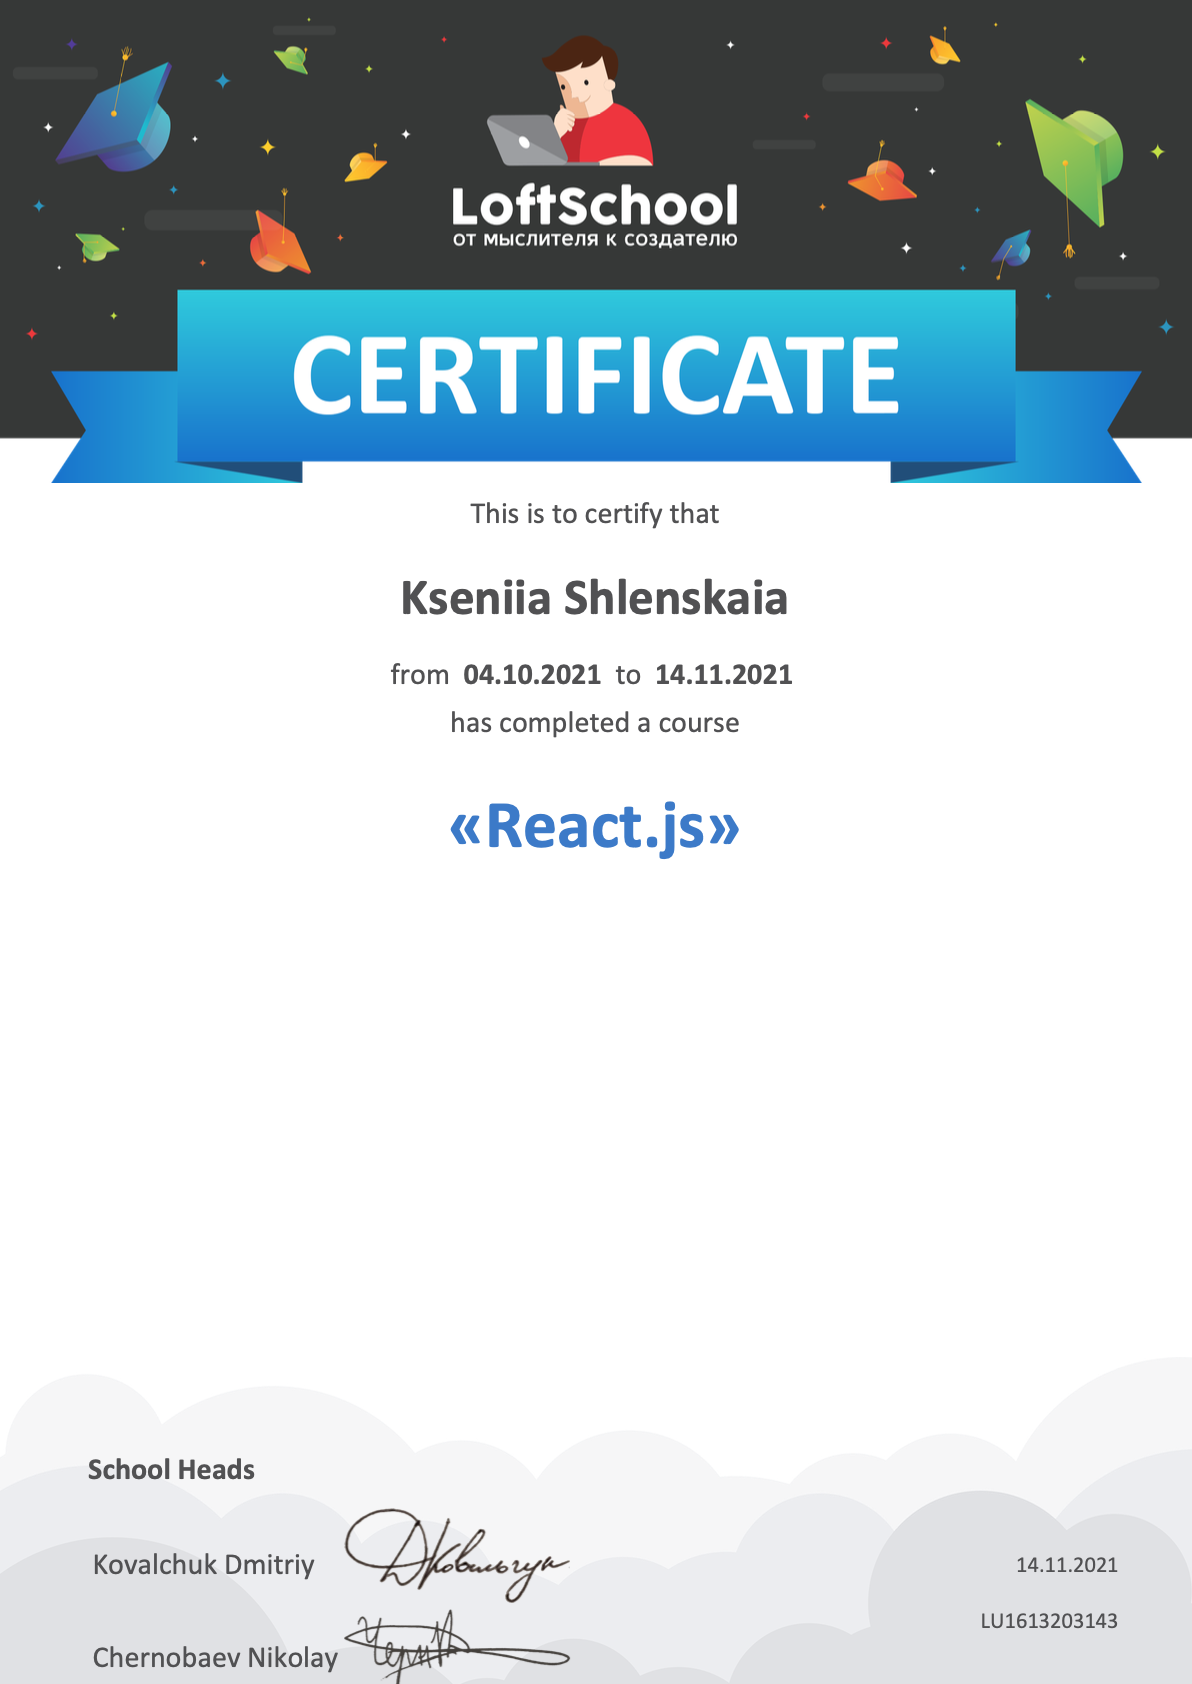 LoftSchool
от мыслителя к создателю
CERTIFICATE
This is to certify that
Kseniia Shlenskaia
from 04.10.2021 to 14.11.2021
has completed a course
«React.js»
School Heads
Kovalchuk Dmitriy
14.11.2021
LU1613203143
Chernobaev Nikolay